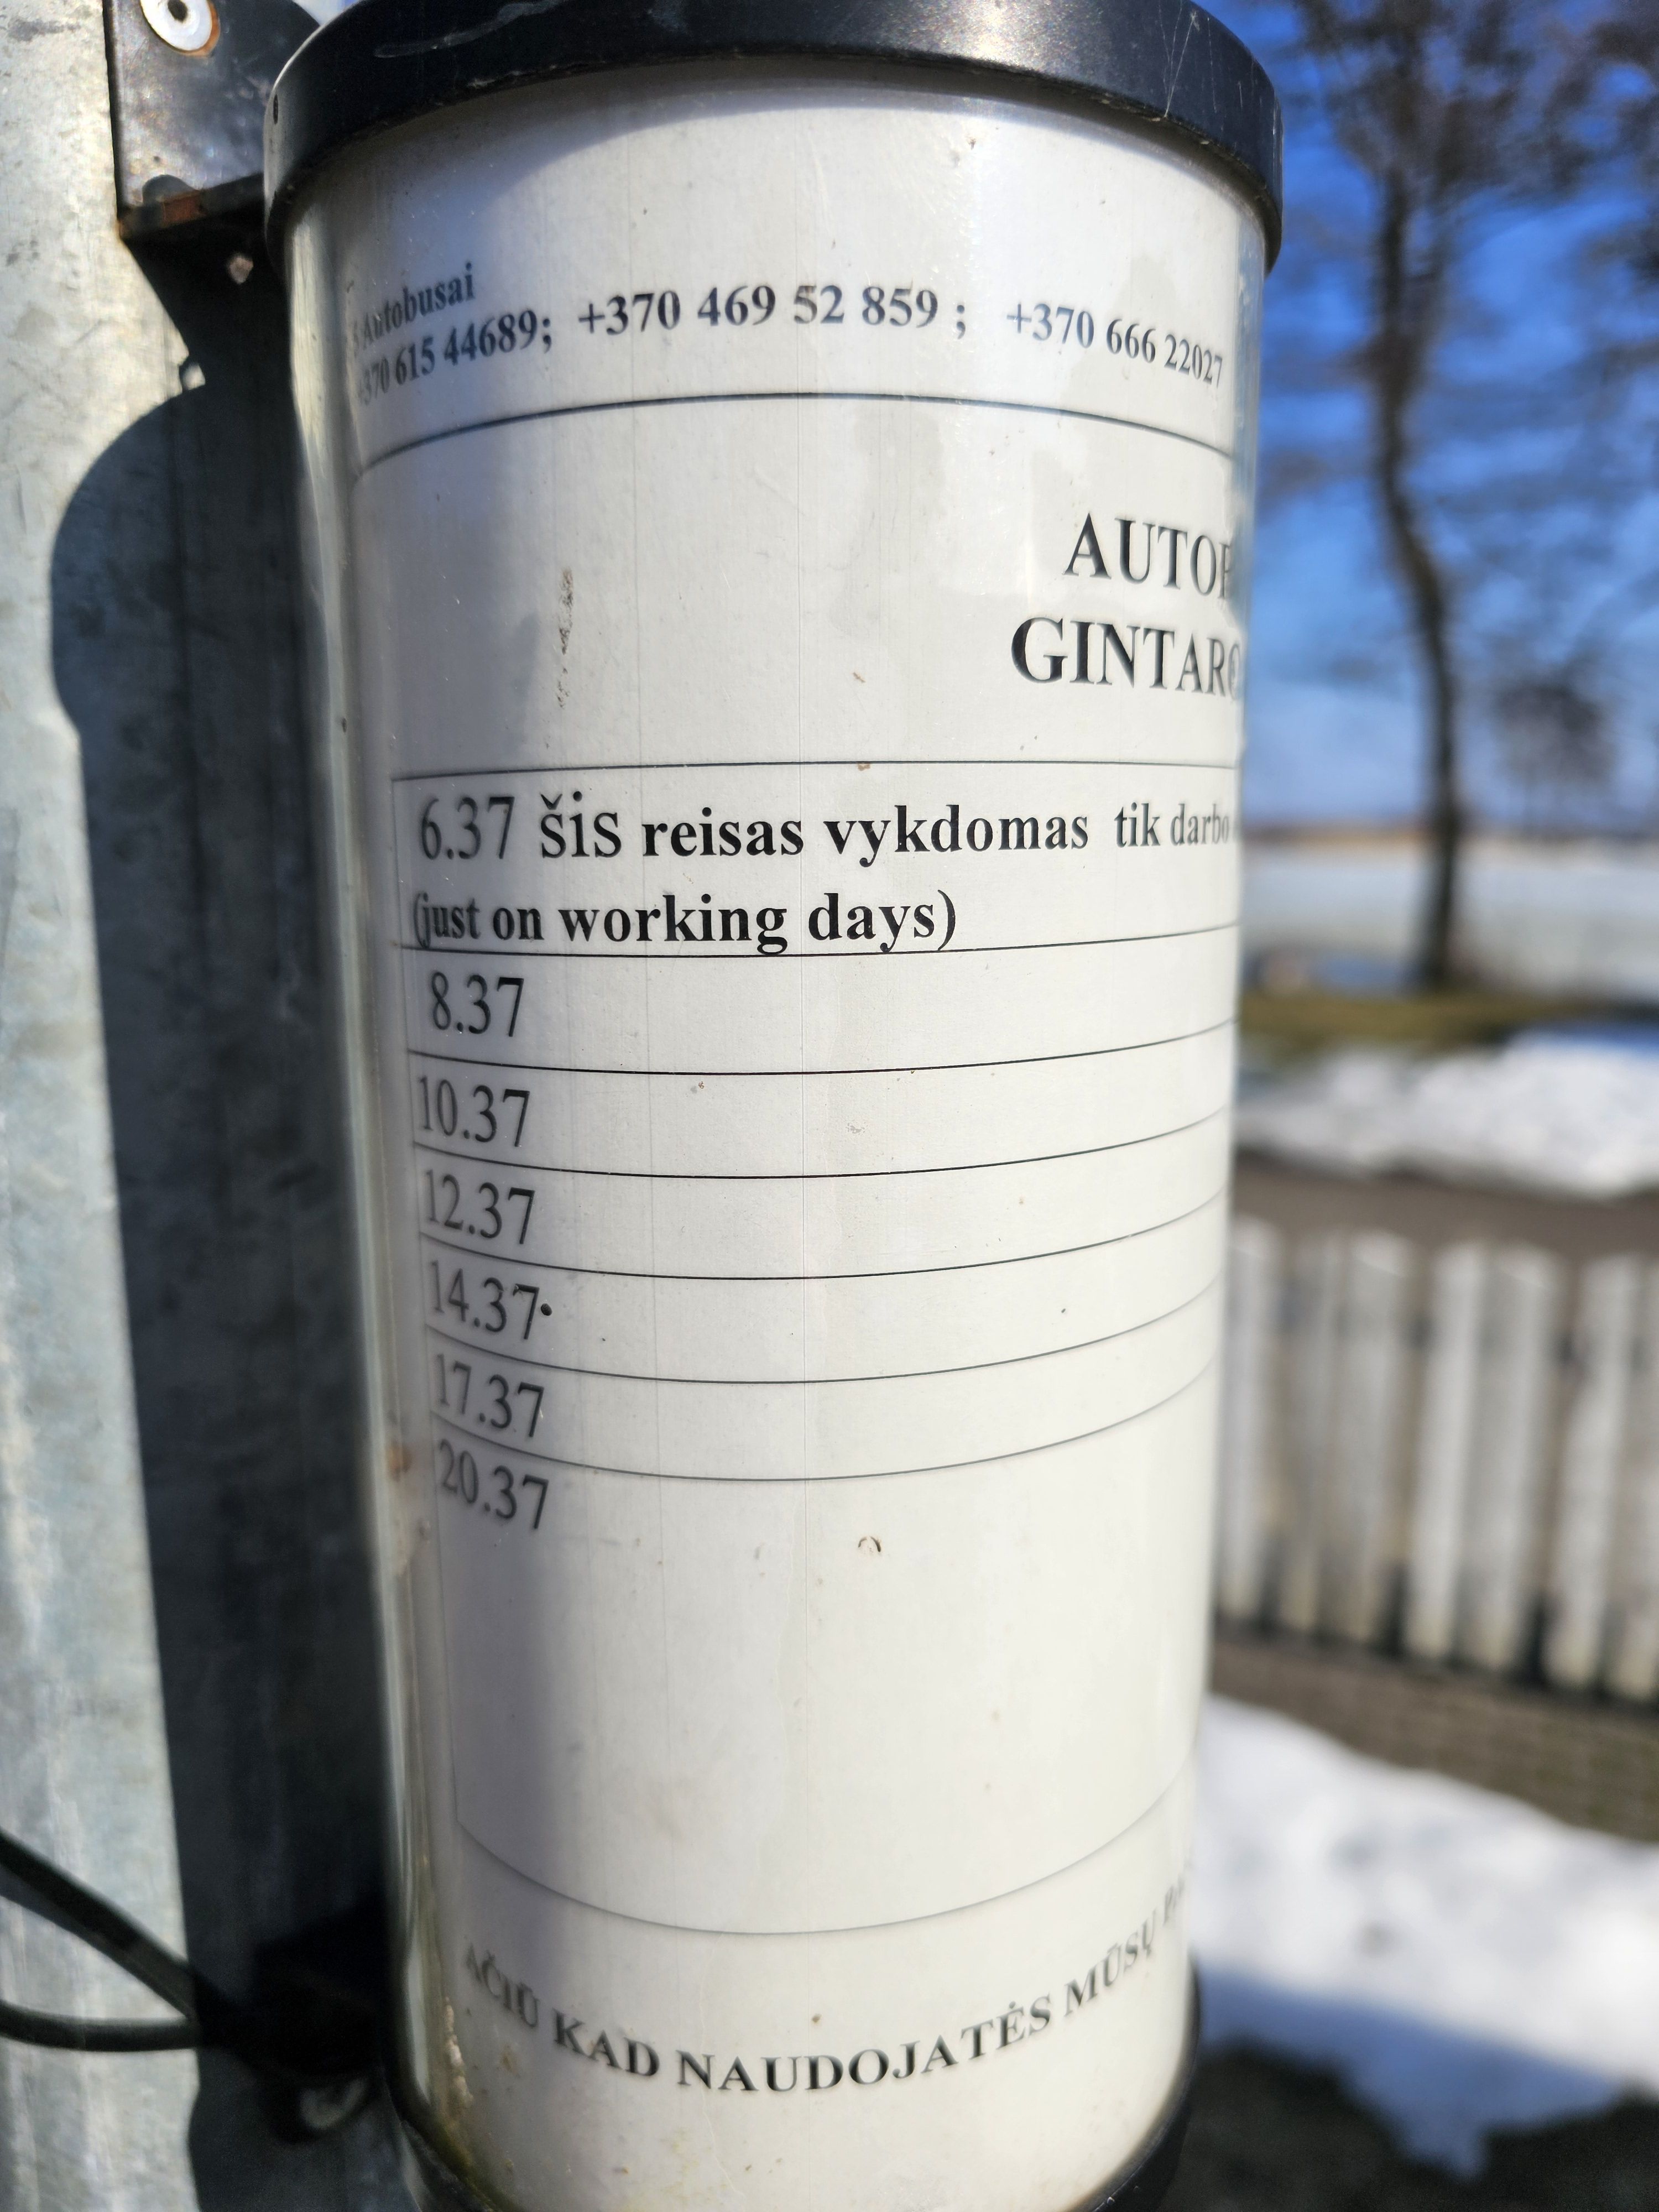 Autobusai
+370 615 44689; +370 469 52 859 ; +370 666 22027
6.37 šis reisas vykdomas tik darbo
(just on working days)
8.37
10.37
12.37
14.37
17.37
20.37
AČIŪ KAD NAUDOJATĖS MŪSŲ